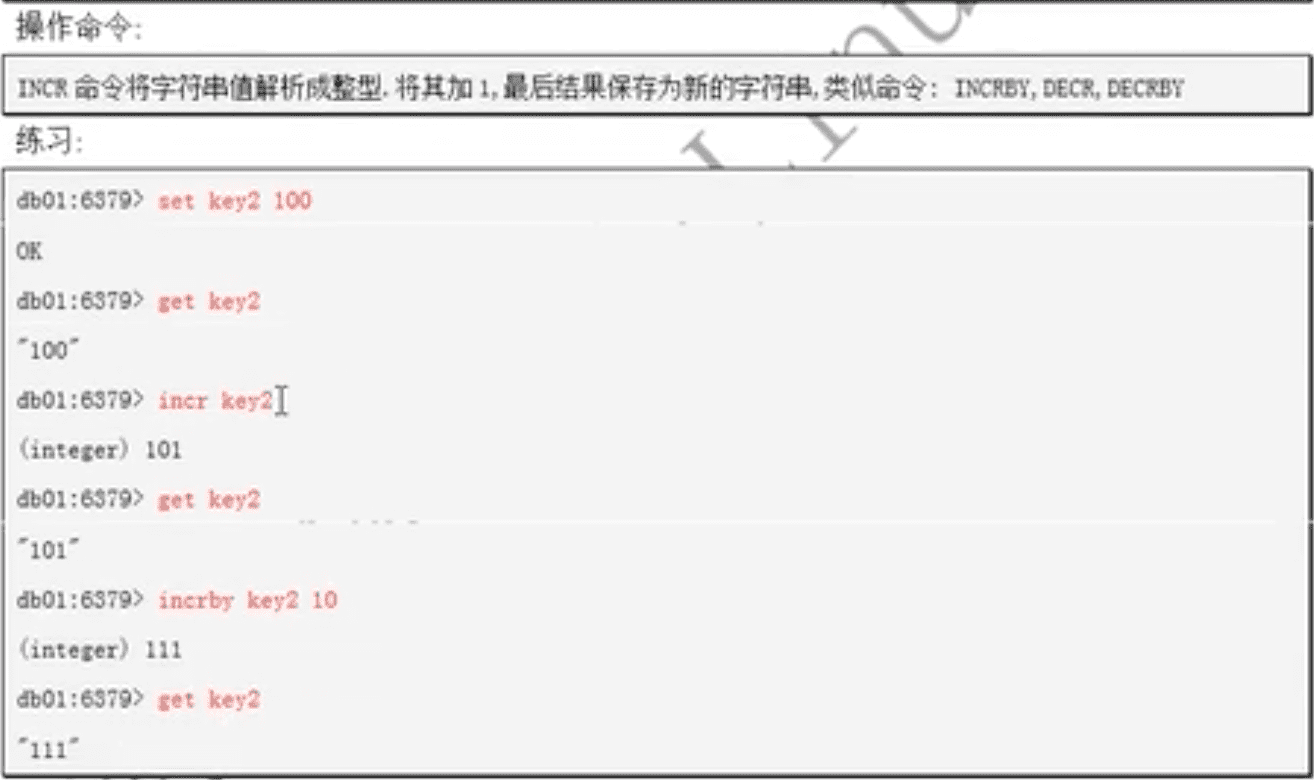 操作命令:
INCR 命令将字符串值解析成整型.将其加 1,最后结果保存为新的字符串,类似命令: INCRBY,DECR,DECRBY
练习:
db01:6379> set key2 100
OK
db01:6379> get key2
"100"
db01:6379> incr key2
(integer) 101
db01:6379> get key2
"101"
db01:6379> incrby key2 10
(integer) 111
db01:6379> get key2
"111"